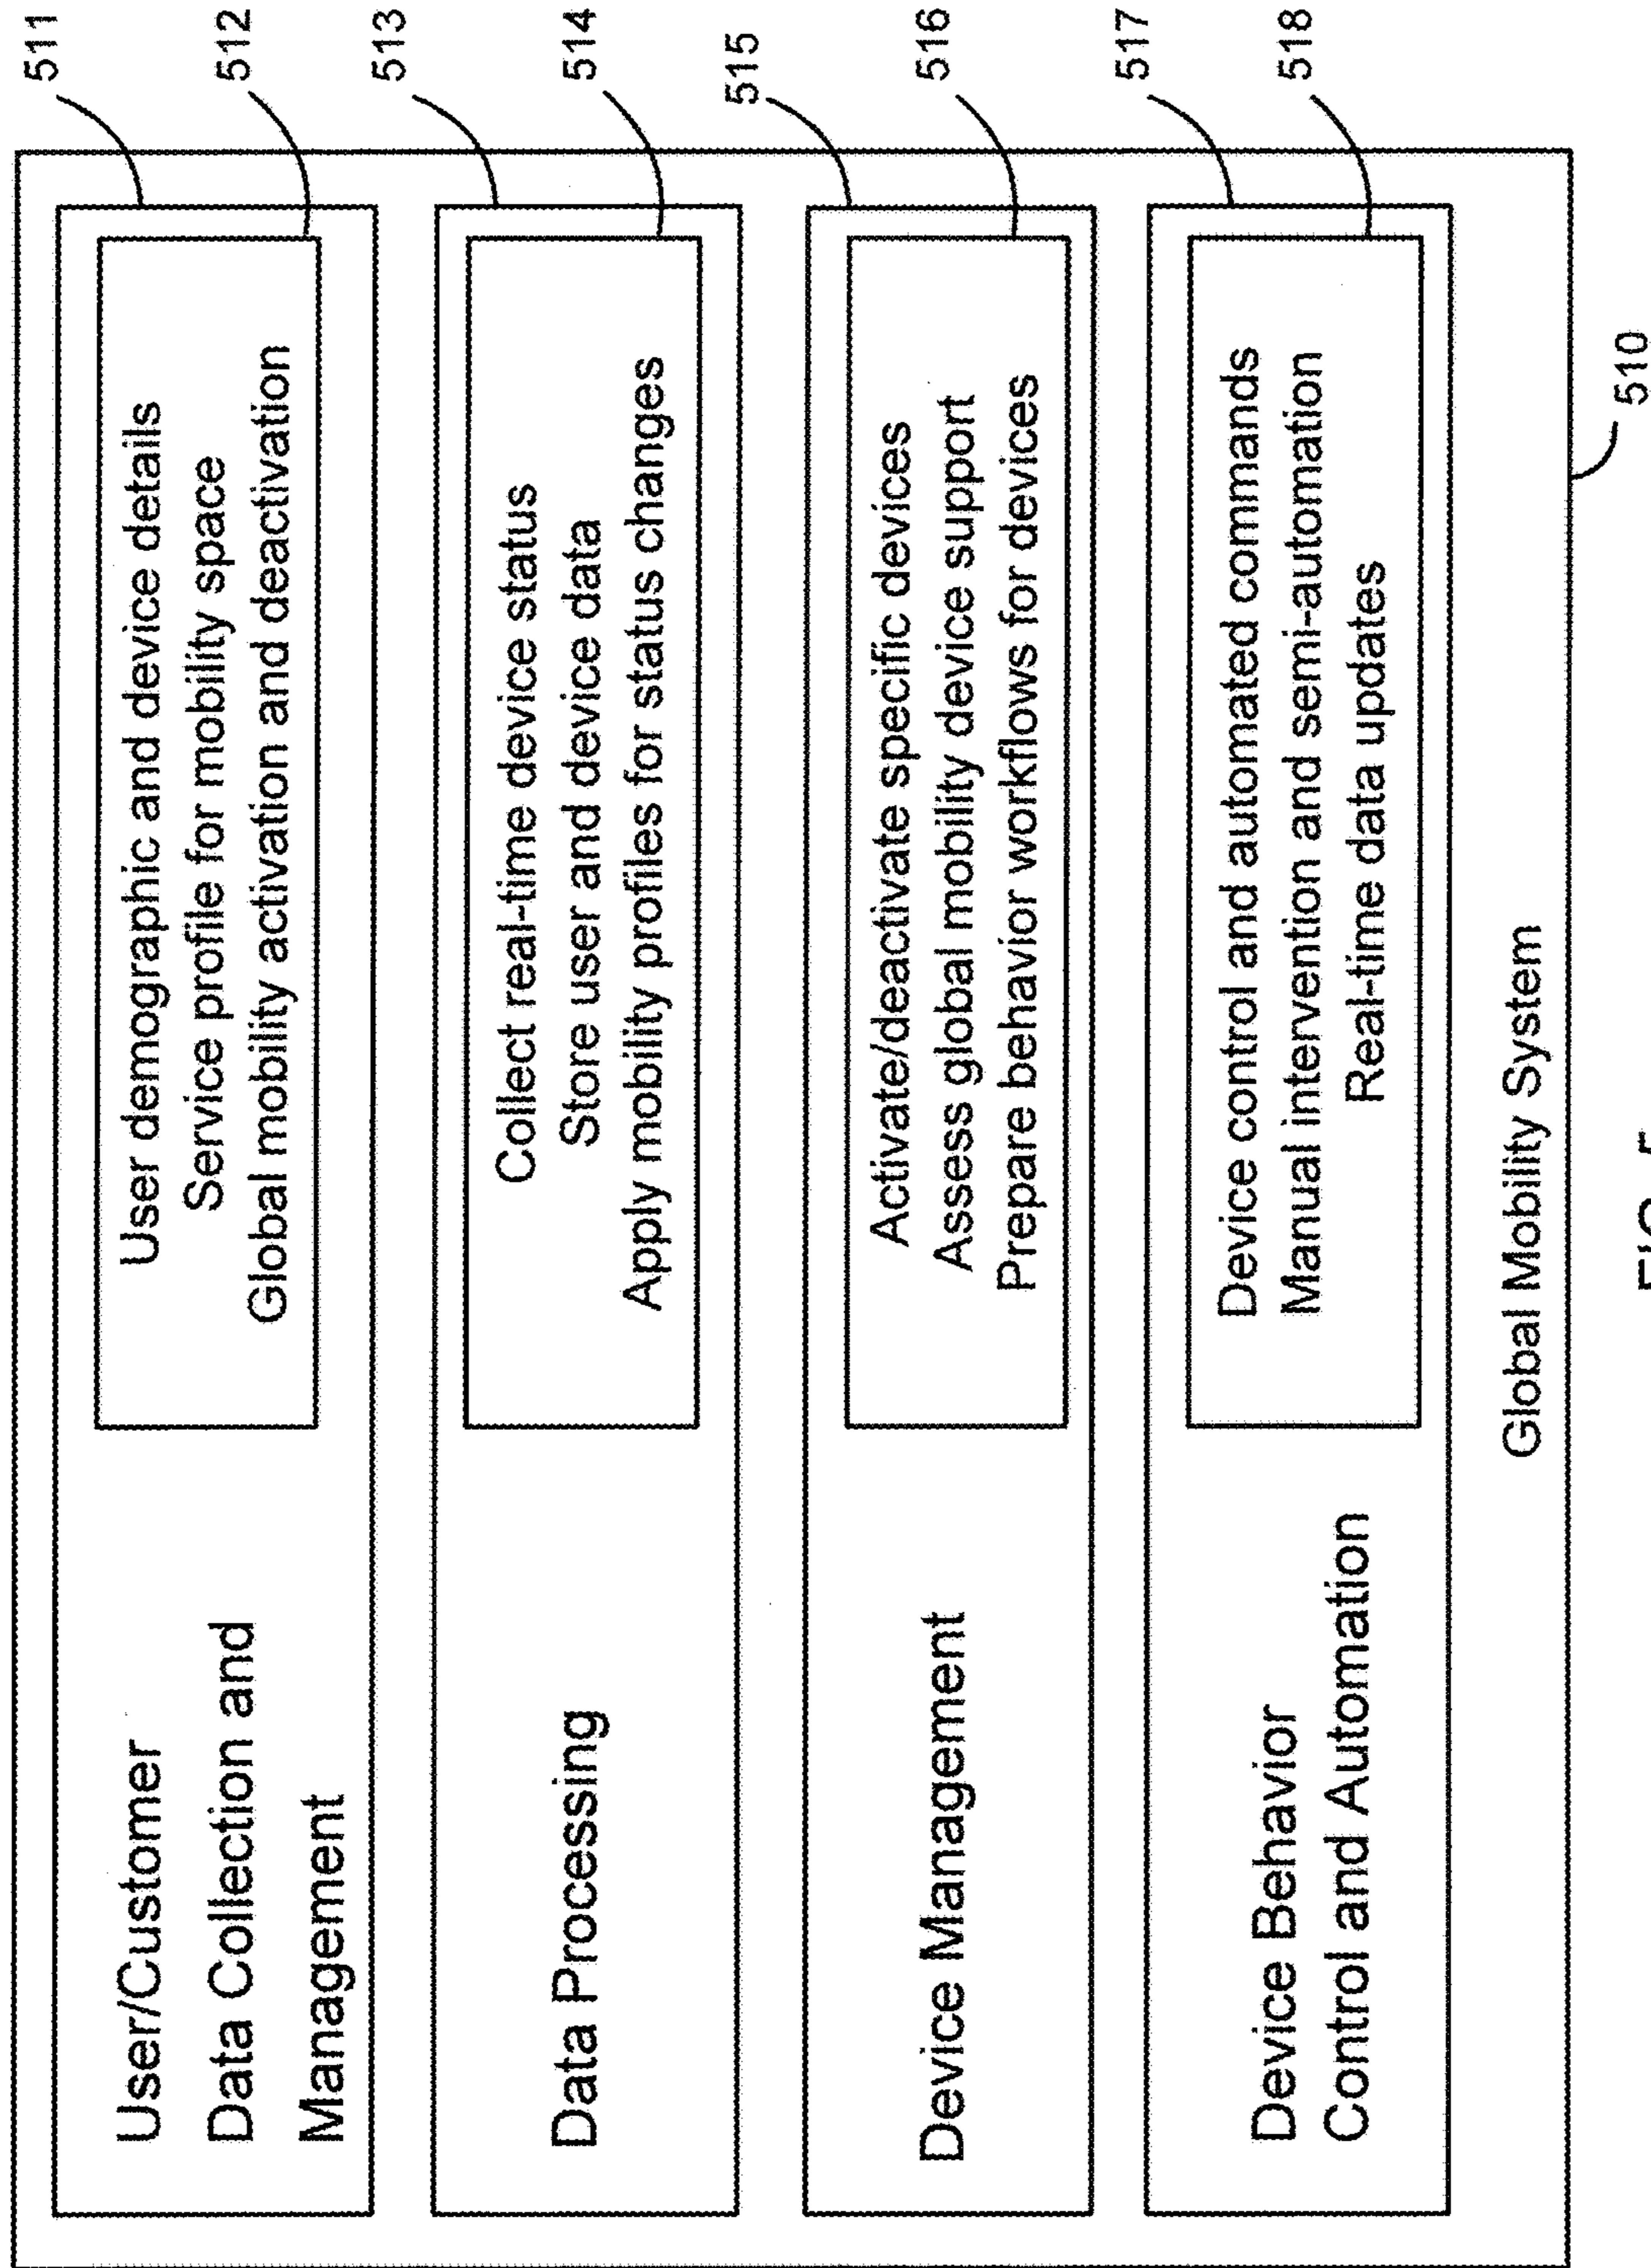 User/Customer
Data Collection and
Management
User demographic and device details
Service profile for mobility space
Global mobility activation and deactivation
511
512
Data Processing
Collect real-time device status
Store user and device data
Apply mobility profiles for status changes
513
514
Device Management
Activate/deactivate specific devices
Assess global mobility device support
Prepare behavior workflows for devices
515
516
Device Behavior
Control and Automation
Device control and automated commands
Manual intervention and semi-automation
Real-time data updates
517
518
Global Mobility System
510